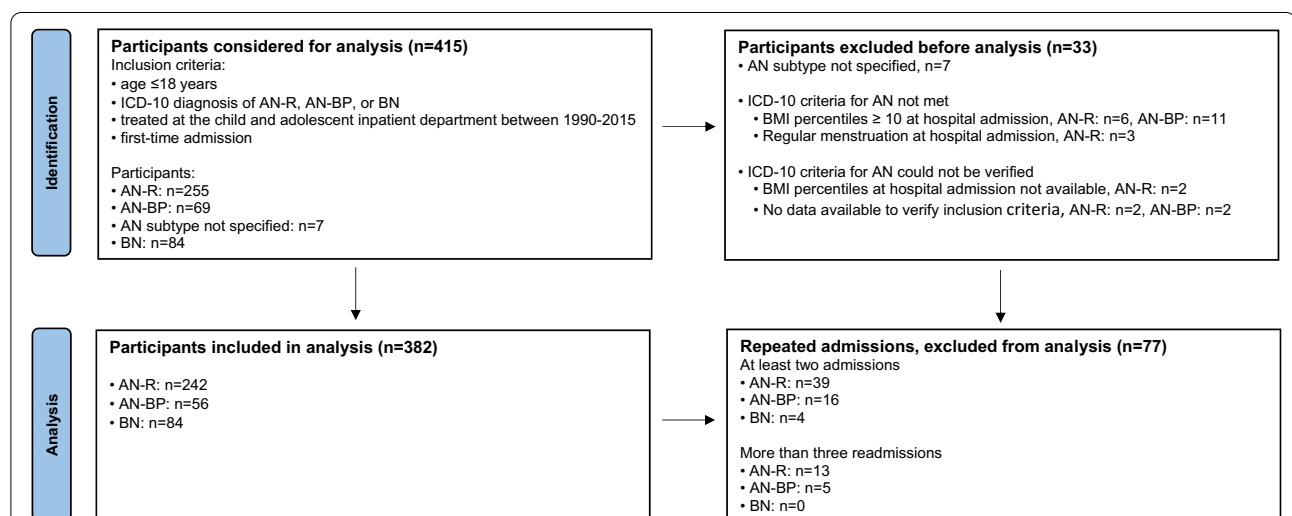 Identification
Participants considered for analysis (n=415)
Inclusion criteria:
• age ≤18 years
• ICD-10 diagnosis of AN-R, AN-BP, or BN
• treated at the child and adolescent inpatient department between 1990-2015
• first-time admission
Participants:
• AN-R: n=255
• AN-BP: n=69
• AN subtype not specified: n=7
• BN: n=84
Participants excluded before analysis (n=33)
• AN subtype not specified, n=7
• ICD-10 criteria for AN not met
• BMI percentiles ≥ 10 at hospital admission, AN-R: n=6, AN-BP: n=11
• Regular menstruation at hospital admission, AN-R: n=3
• ICD-10 criteria for AN could not be verified
• BMI percentiles at hospital admission not available, AN-R: n=2
• No data available to verify inclusion criteria, AN-R: n=2, AN-BP: n=2
Analysis
Participants included in analysis (n=382)
• AN-R: n=242
• AN-BP: n=56
• BN: n=84
Repeated admissions, excluded from analysis (n=77)
At least two admissions
• AN-R: n=39
• AN-BP: n=16
• BN: n=4
More than three readmissions
• AN-R: n=13
• AN-BP: n=5
• BN: n=0